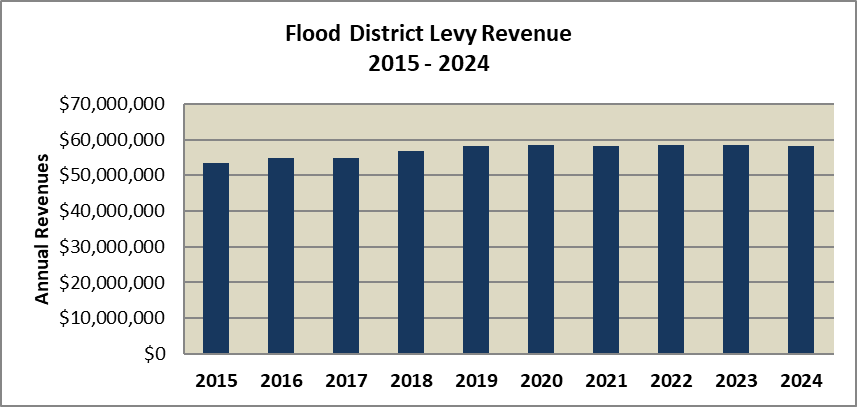 Flood District Levy Revenue
2015 - 2024
Annual Revenues
$70,000,000
$60,000,000
$50,000,000
$40,000,000
$30,000,000
$20,000,000
$10,000,000
$0
2015 2016 2017 2018 2019 2020 2021 2022 2023 2024